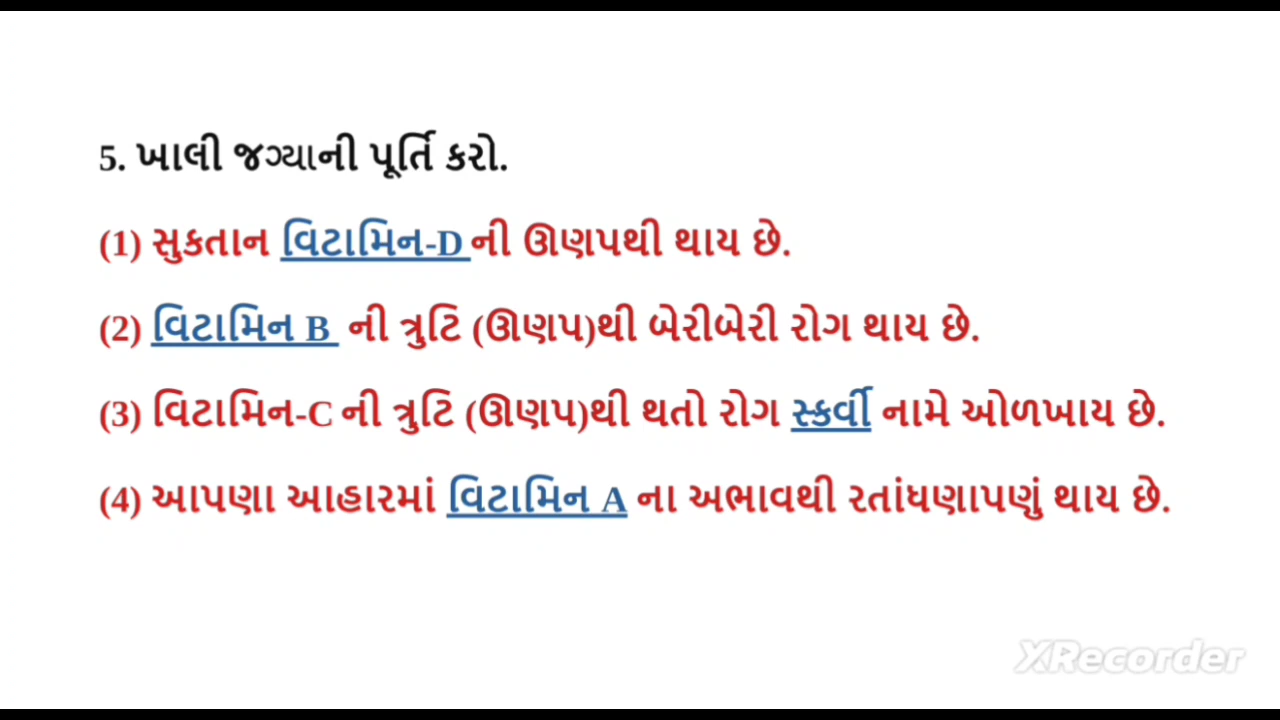 5. ખાલી જગ્યાની પૂર્તિ કરો.
(1) સુકતાન વિટામિન-D ની ઊણપથી થાય છે.
(2) વિટામિન B ની ત્રુટિ (ઊણપ)થી બેરીબેરી રોગ થાય છે.
(3) વિટામિન-C ની ત્રુટિ (ઊણપ)થી થતો રોગ સ્કર્વી નામે ઓળખાય છે.
(4) આપણા આહારમાં વિટામિન A ના અભાવથી રતાંધણાપણું થાય છે.
XRecorder